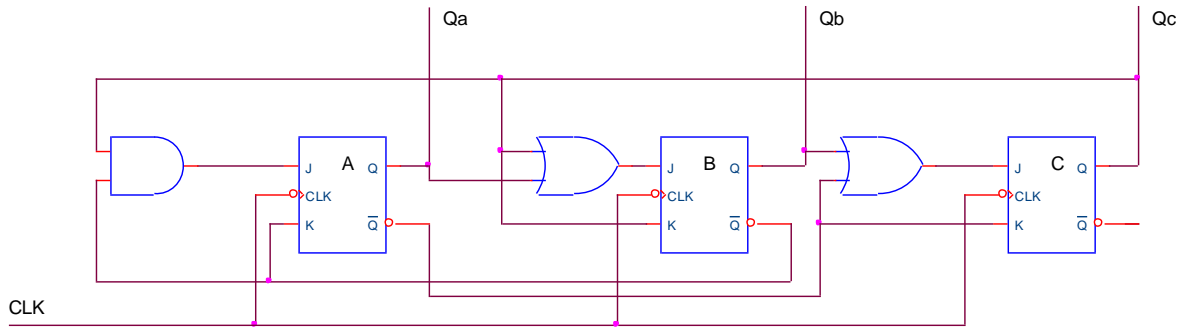 Qa Qb Qc
J A Q J B Q J C Q
CLK CLK CLK
K Q̅ K Q̅ K Q̅
CLK